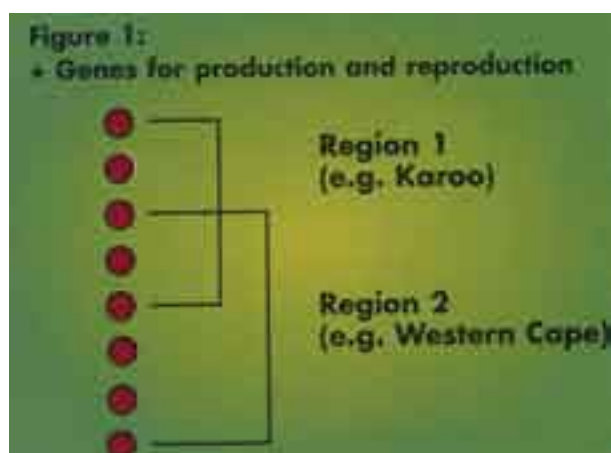 Figure 1:
• Genes for production and reproduction
Region 1
(e.g. Karoo)
Region 2
(e.g. Western Cape)